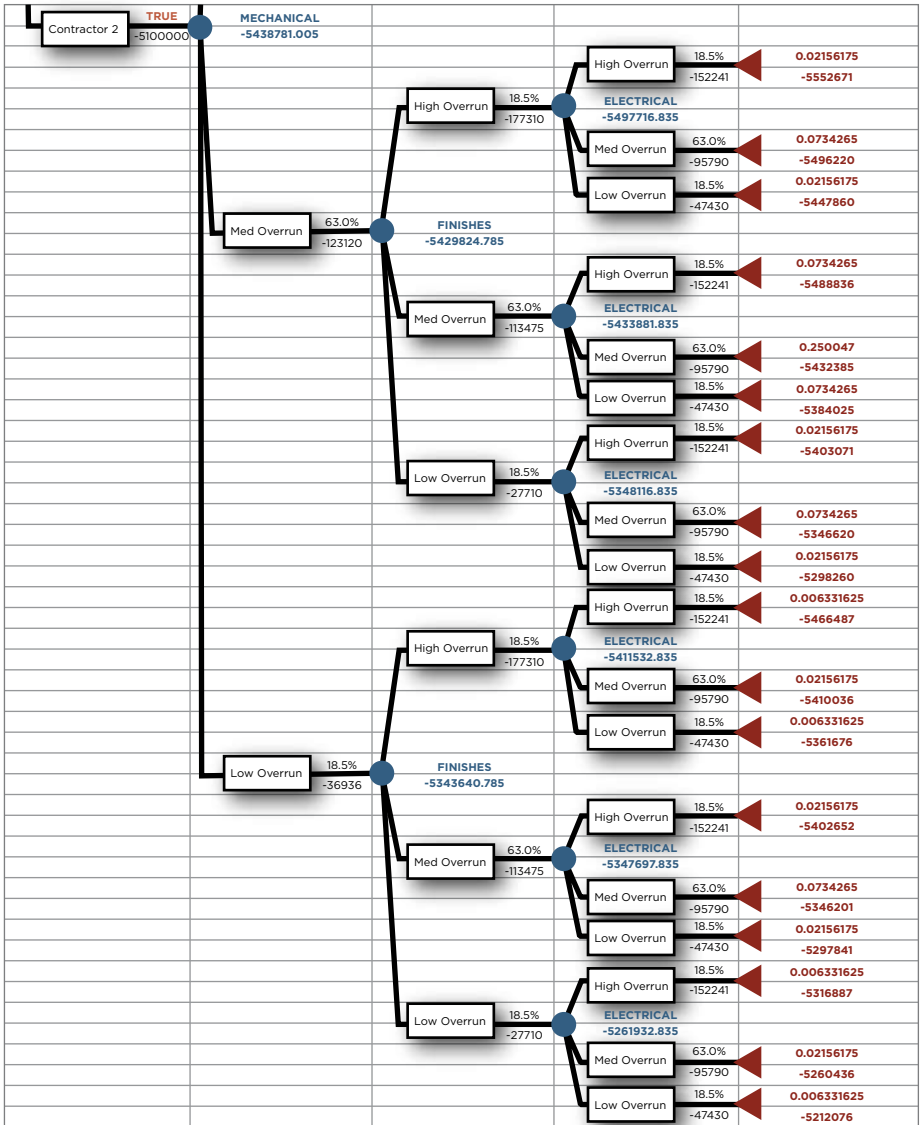 TRUE
Contractor 2
-5100000
MECHANICAL
-5438781.005
High Overrun
18.5%
-152241
0.02156175
-5552671
High Overrun
18.5%
-177310
ELECTRICAL
-5497716.835
Med Overrun
63.0%
-95790
0.0734265
-5496220
Low Overrun
18.5%
-47430
0.02156175
-5447860
Med Overrun
63.0%
-123120
FINISHES
-5429824.785
High Overrun
18.5%
-152241
0.0734265
-5488836
Med Overrun
63.0%
-113475
ELECTRICAL
-5433881.835
Med Overrun
63.0%
-95790
0.250047
-5432385
Low Overrun
18.5%
-47430
0.0734265
-5384025
High Overrun
18.5%
-152241
0.02156175
-5403071
Low Overrun
18.5%
-27710
ELECTRICAL
-5348116.835
Med Overrun
63.0%
-95790
0.0734265
-5346620
Low Overrun
18.5%
-47430
0.02156175
-5298260
High Overrun
18.5%
-152241
0.006331625
-5466487
High Overrun
18.5%
-177310
ELECTRICAL
-5411532.835
Med Overrun
63.0%
-95790
0.02156175
-5410036
Low Overrun
18.5%
-47430
0.006331625
-5361676
Low Overrun
18.5%
-36936
FINISHES
-5343640.785
High Overrun
18.5%
-152241
0.02156175
-5402652
Med Overrun
63.0%
-113475
ELECTRICAL
-5347697.835
Med Overrun
63.0%
-95790
0.0734265
-5346201
Low Overrun
18.5%
-47430
0.02156175
-5297841
High Overrun
18.5%
-152241
0.006331625
-5316887
Low Overrun
18.5%
-27710
ELECTRICAL
-5261932.835
Med Overrun
63.0%
-95790
0.02156175
-5260436
Low Overrun
18.5%
-47430
0.006331625
-5212076